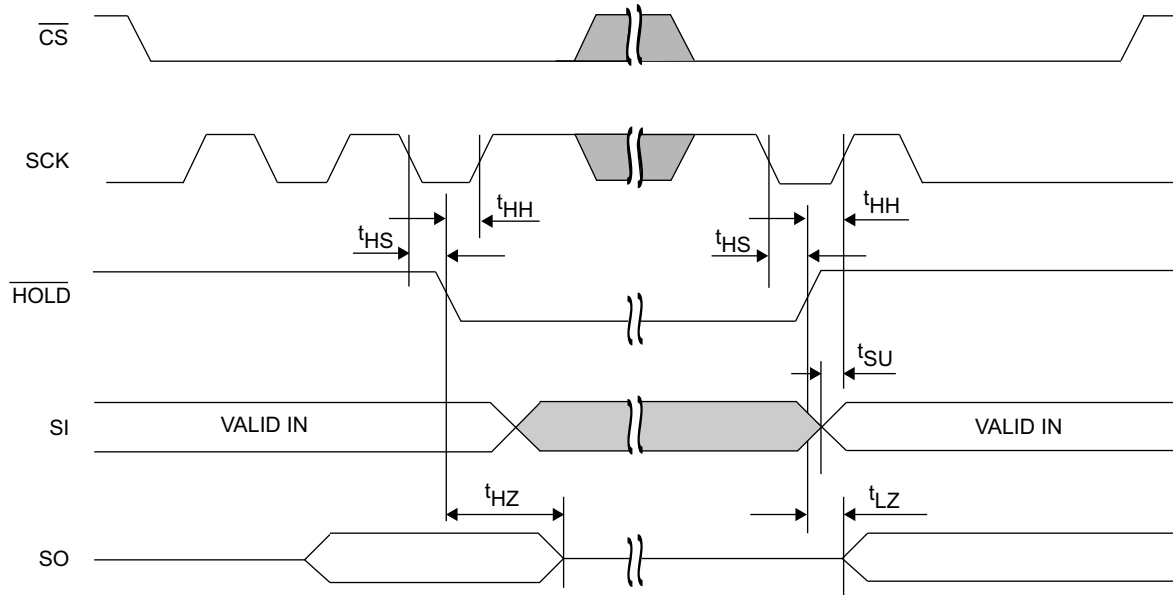 CS
SCK
tHH
tHH
tHS
tHS
HOLD
tSU
SI
VALID IN
VALID IN
tHZ
tLZ
SO